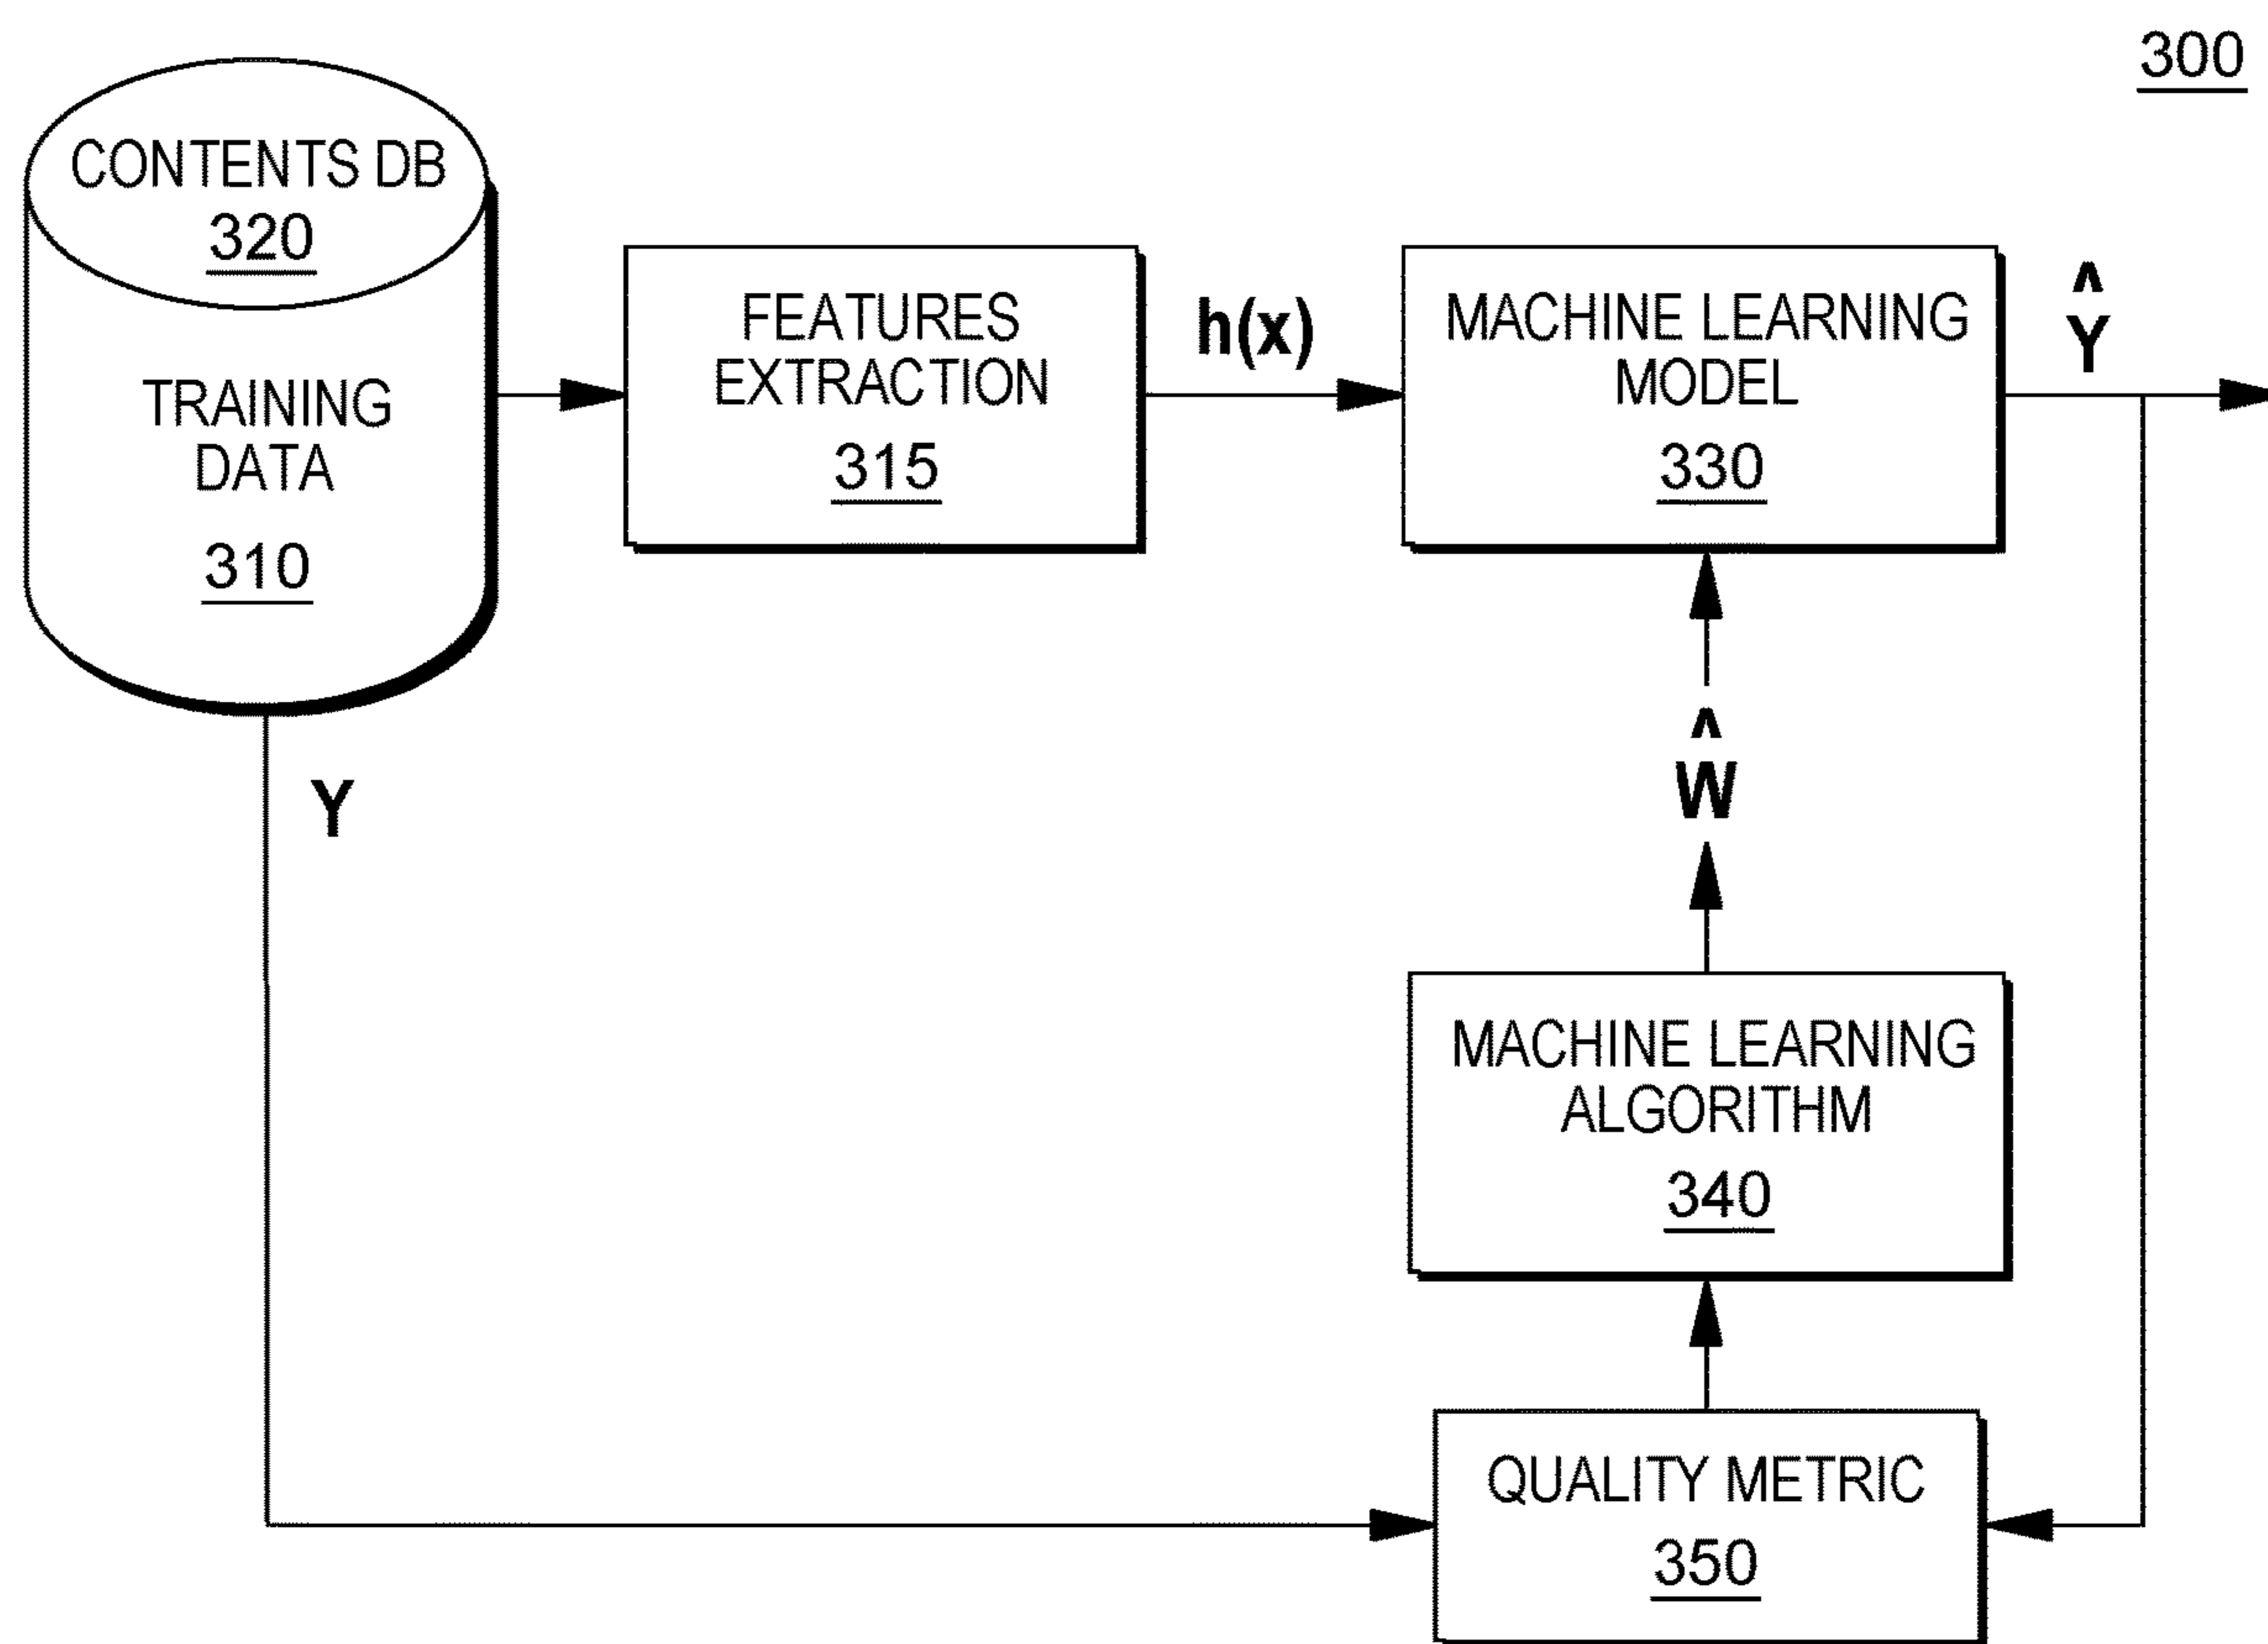 300
CONTENTS DB
320
TRAINING
DATA
310
FEATURES
EXTRACTION
315
h(x)
MACHINE LEARNING
MODEL
330
Ŷ
Ŵ
Y
MACHINE LEARNING
ALGORITHM
340
QUALITY METRIC
350